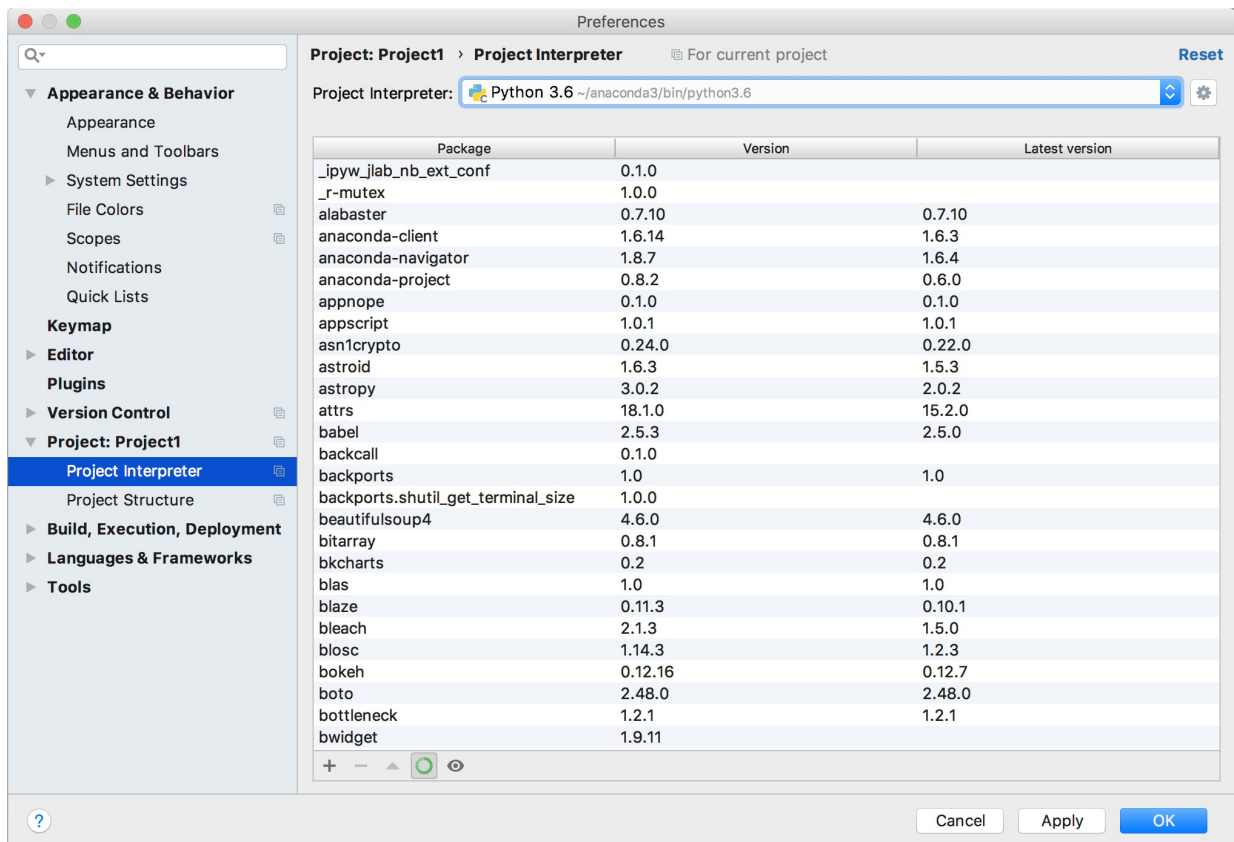 Preferences
Project: Project1 › Project Interpreter For current project Reset
Project Interpreter: Python 3.6 ~/anaconda3/bin/python3.6
Appearance & Behavior
Appearance
Menus and Toolbars
System Settings
File Colors
Scopes
Notifications
Quick Lists
Keymap
Editor
Plugins
Version Control
Project: Project1
Project Interpreter
Project Structure
Build, Execution, Deployment
Languages & Frameworks
Tools
Package Version Latest version
_ipyw_jlab_nb_ext_conf 0.1.0
_r-mutex 1.0.0
alabaster 0.7.10 0.7.10
anaconda-client 1.6.14 1.6.3
anaconda-navigator 1.8.7 1.6.4
anaconda-project 0.8.2 0.6.0
appnope 0.1.0 0.1.0
appscript 1.0.1 1.0.1
asn1crypto 0.24.0 0.22.0
astroid 1.6.3 1.5.3
astropy 3.0.2 2.0.2
attrs 18.1.0 15.2.0
babel 2.5.3 2.5.0
backcall 0.1.0
backports 1.0 1.0
backports.shutil_get_terminal_size 1.0.0
beautifulsoup4 4.6.0 4.6.0
bitarray 0.8.1 0.8.1
bkcharts 0.2 0.2
blas 1.0 1.0
blaze 0.11.3 0.10.1
bleach 2.1.3 1.5.0
blosc 1.14.3 1.2.3
bokeh 0.12.16 0.12.7
boto 2.48.0 2.48.0
bottleneck 1.2.1 1.2.1
bwidget 1.9.11
? Cancel Apply OK